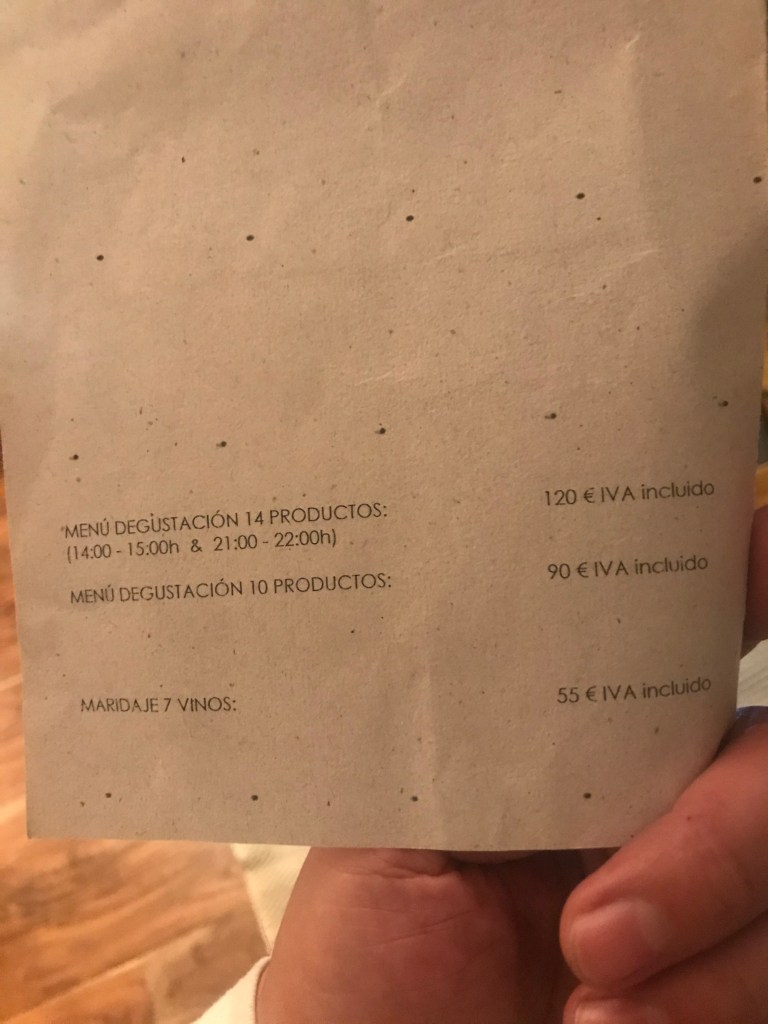 MENÚ DEGUSTACIÓN 14 PRODUCTOS: 120 € IVA incluido
(14:00 - 15:00h & 21:00 - 22:00h)
MENÚ DEGUSTACIÓN 10 PRODUCTOS: 90 € IVA incluido
MARIDAJE 7 VINOS: 55 € IVA incluido